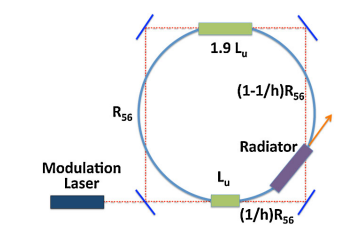 1.9 Lu
(1-1/h)R56
R56
Radiator
Modulation
Laser
Lu
(1/h)R56